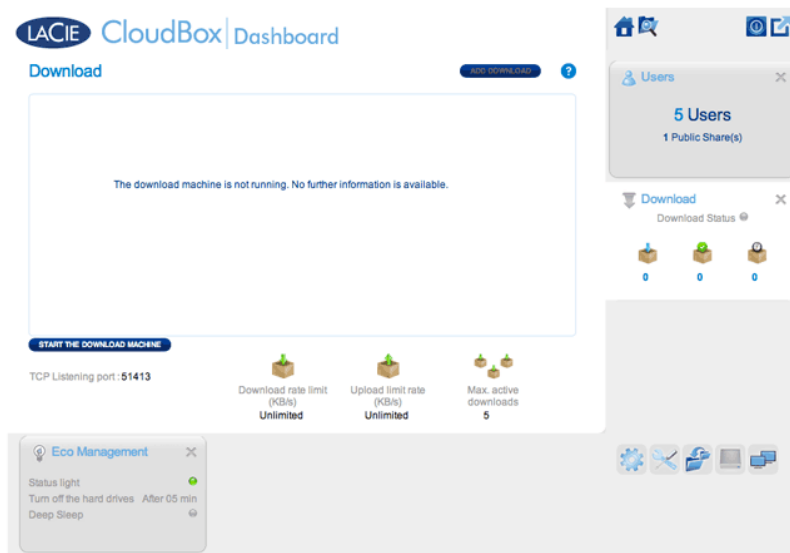 LACIE CloudBox Dashboard
Download
ADD DOWNLOAD
?
The download machine is not running. No further information is available.
START THE DOWNLOAD MACHINE
TCP Listening port : 51413
Download rate limit
(KB/s)
Unlimited
Upload limit rate
(KB/s)
Unlimited
Max. active
downloads
5
Users
5 Users
1 Public Share(s)
Download
Download Status
0
0
0
Eco Management
Status light
Turn off the hard drives After 05 min
Deep Sleep